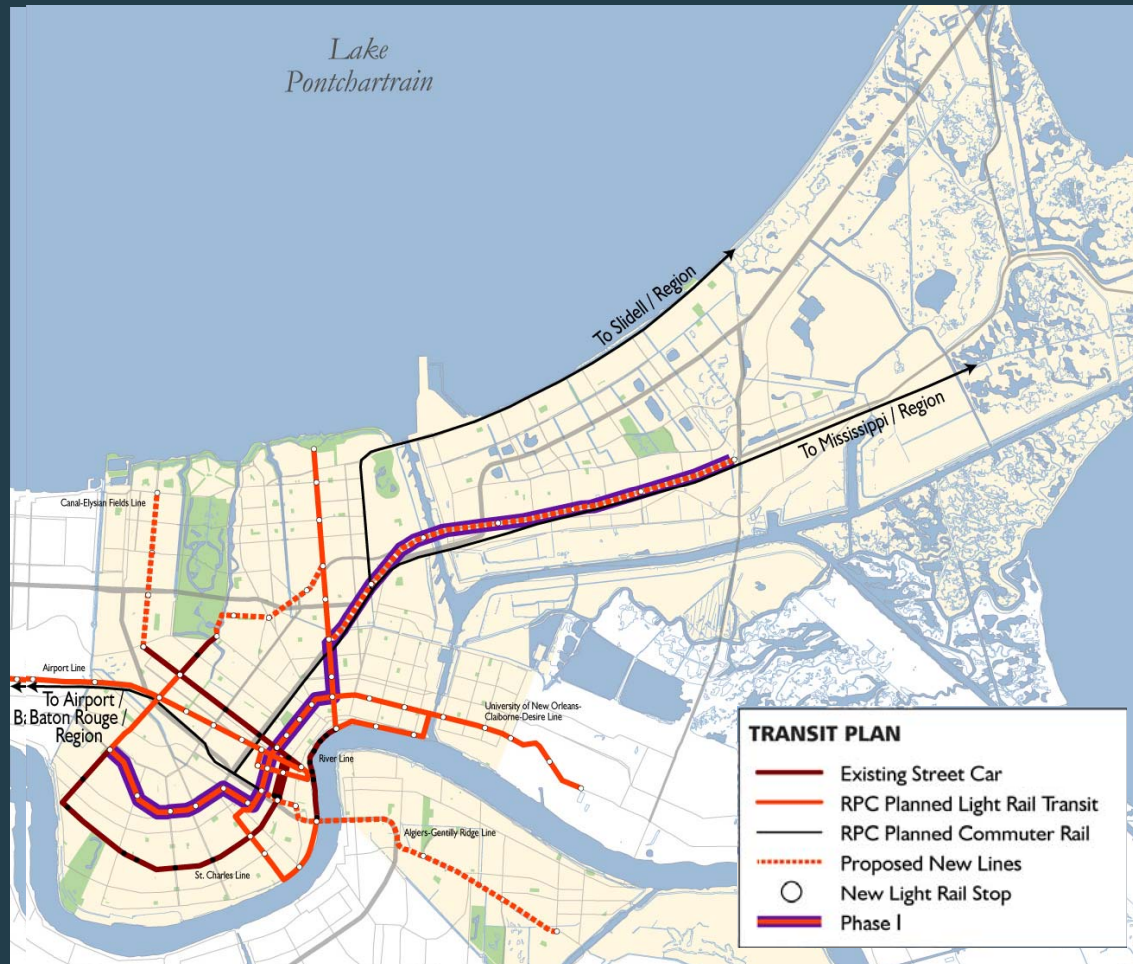 Lake
Pontchartrain
To Slidell / Region
To Mississippi / Region
Canal-Elysian Fields Line
Airport Line
To Airport /
B: Baton Rouge /
Region
University of New Orleans-
Claiborne-Desire Line
River Line
Algiers-Gentilly Ridge Line
St. Charles Line
TRANSIT PLAN
Existing Street Car
RPC Planned Light Rail Transit
RPC Planned Commuter Rail
Proposed New Lines
New Light Rail Stop
Phase I